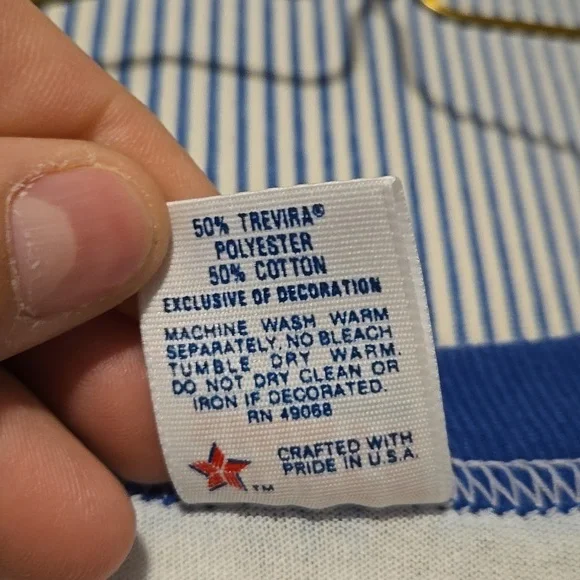 50% TREVIRA®
POLYESTER
50% COTTON
EXCLUSIVE OF DECORATION
MACHINE WASH WARM
SEPARATELY, NO BLEACH
TUMBLE DRY WARM.
DO NOT DRY CLEAN OR
IRON IF DECORATED.
RN 49068
CRAFTED WITH
PRIDE IN U.S.A.
™